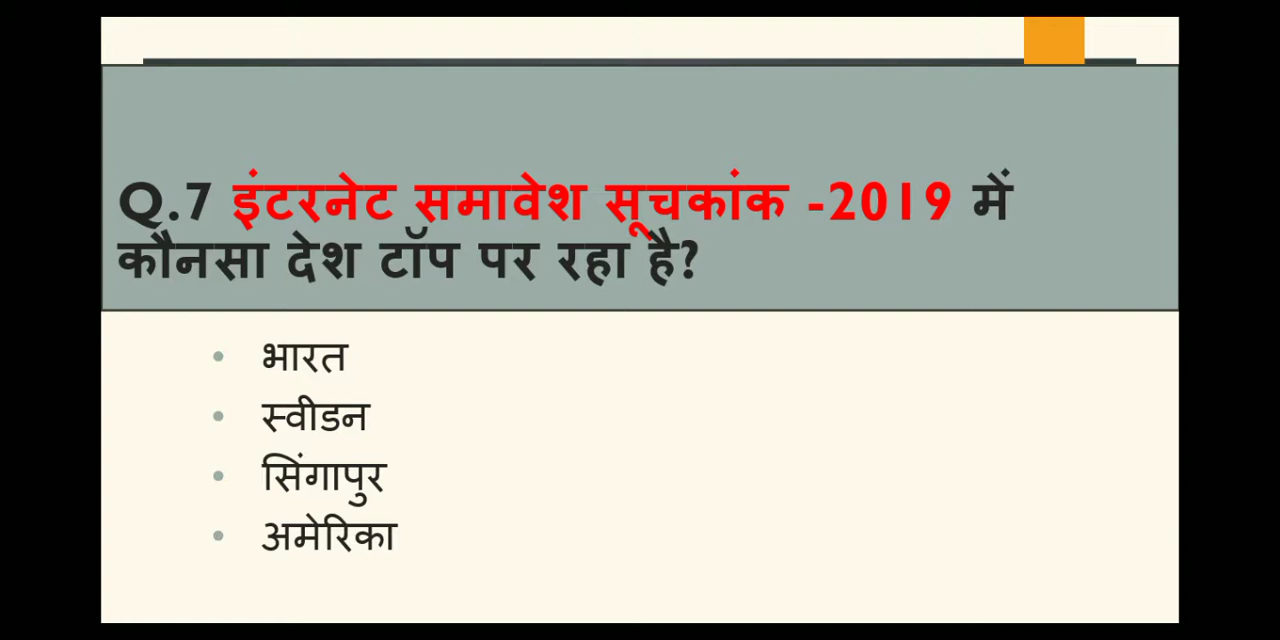 Q.7 इंटरनेट समावेश सूचकांक -2019 में
कौनसा देश टॉप पर रहा है?
• भारत
• स्वीडन
• सिंगापुर
• अमेरिका